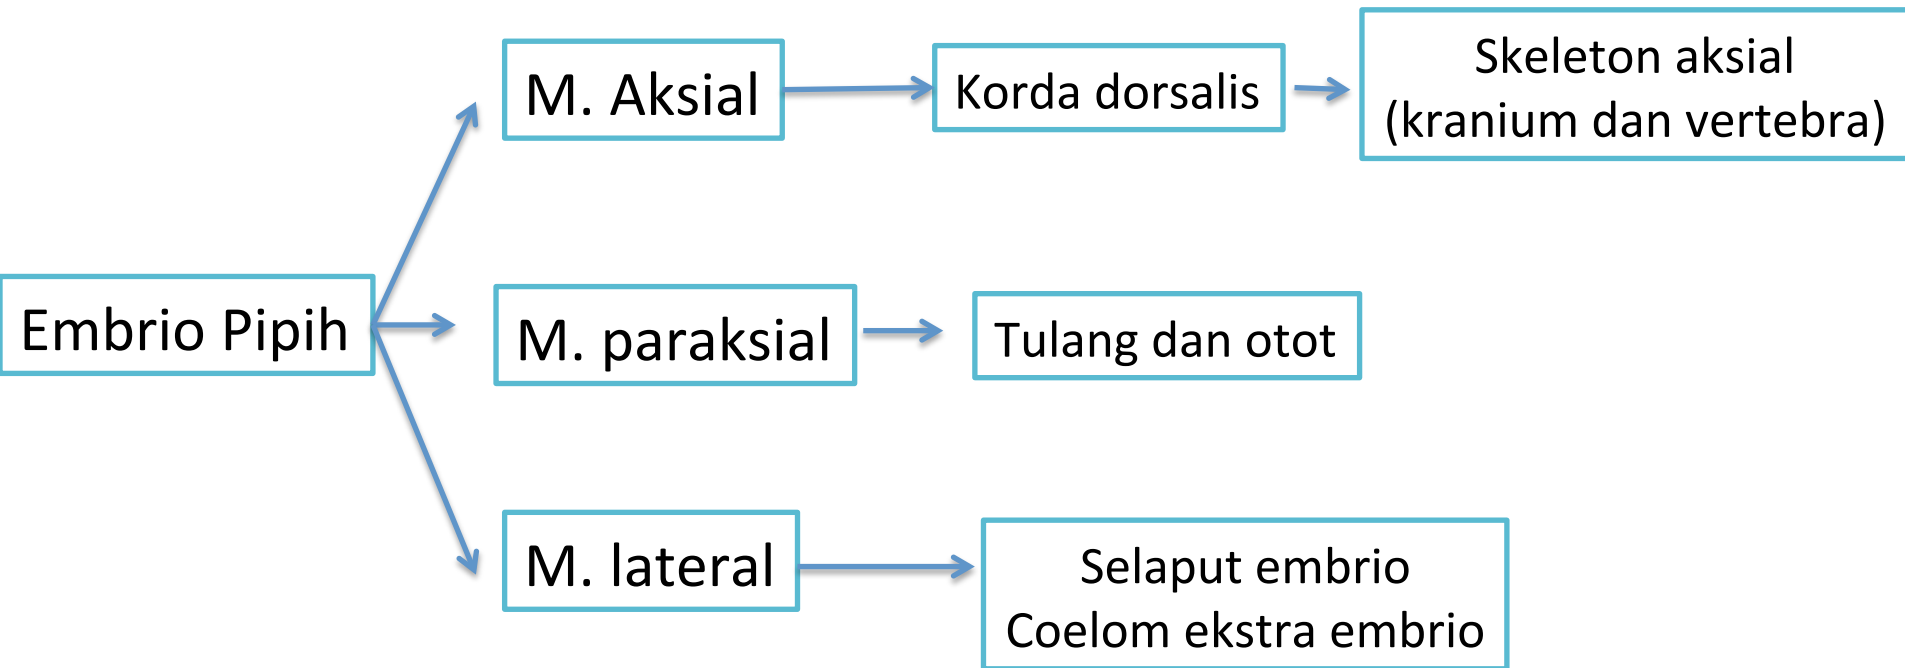 Embrio Pipih
M. Aksial
Korda dorsalis
Skeleton aksial
(kranium dan vertebra)
M. paraksial
Tulang dan otot
M. lateral
Selaput embrio
Coelom ekstra embrio